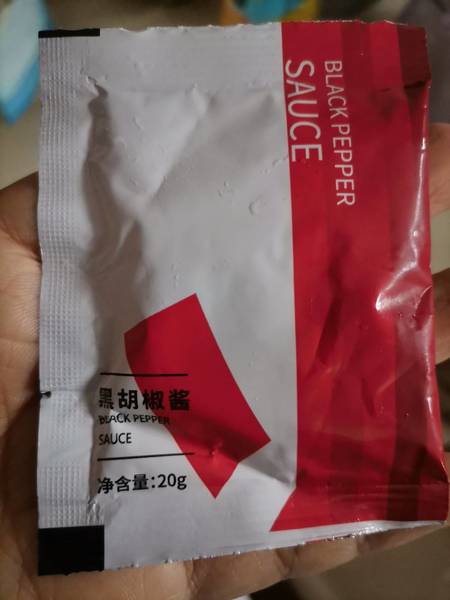 BLACK PEPPER
SAUCE
黑胡椒酱
BLACK PEPPER
SAUCE
净含量:20g